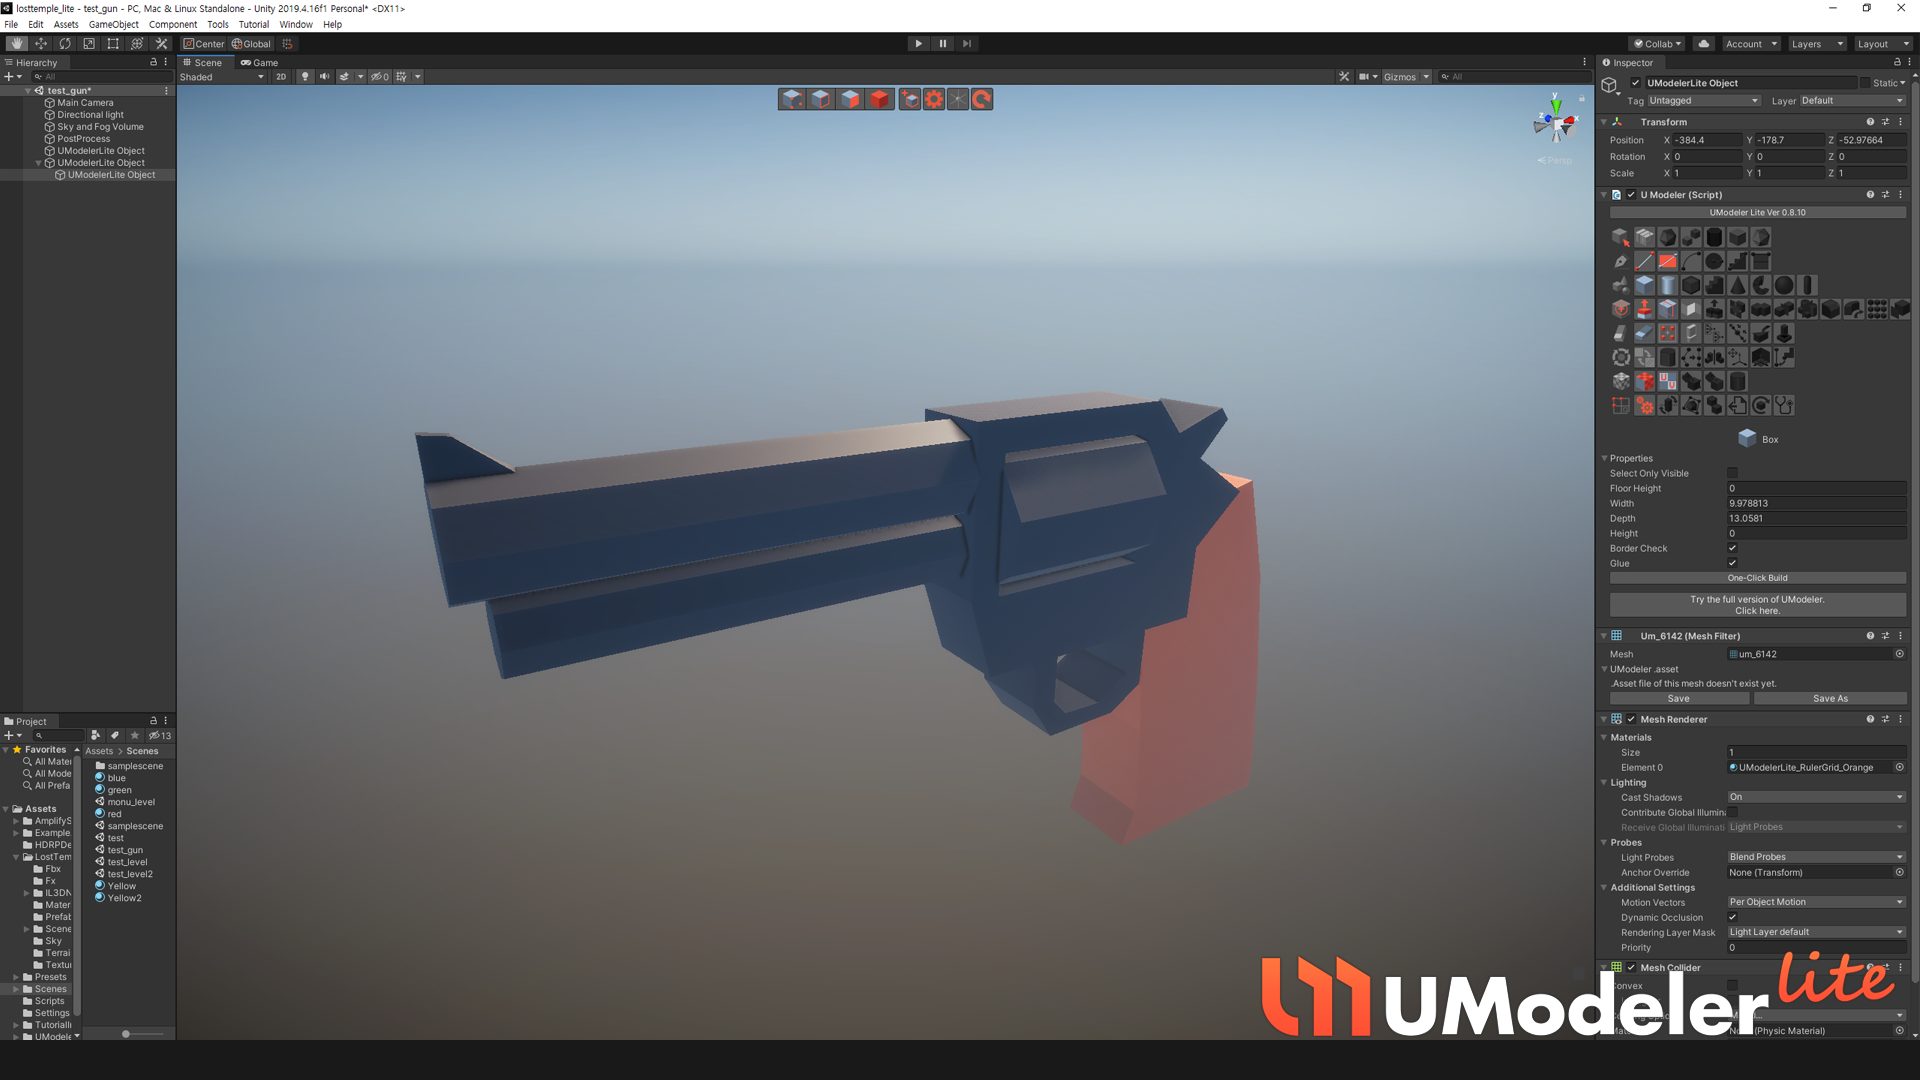 losttemple_lite - test_gun - PC, Mac & Linux Standalone - Unity 2019.4.16f1 Personal* <DX11>
File Edit Assets GameObject Component Tools Tutorial Window Help
Center Global Collab Account Layers Layout
Hierarchy
All
test_gun*
Main Camera
Directional light
Sky and Fog Volume
PostProcess
UModelerLite Object
UModelerLite Object
UModelerLite Object
Scene Game
Shaded 2D 0 Gizmos All
y
z x
Persp
Project
13
Favorites
All Mater
All Mode
All Prefa
Assets
AmplifyS
Example
HDRPDe
LostTem
Fbx
Fx
IL3DN
Mater
Prefab
Scene
Sky
Terrai
Textur
Presets
Scenes
Scripts
Settings
TutorialI
UModele
Assets > Scenes
samplescene
blue
green
monu_level
red
samplescene
test
test_gun
test_level
test_level2
Yellow
Yellow2
Inspector
UModelerLite Object Static
Tag Untagged Layer Default
Transform
Position X -384.4 Y -178.7 Z -52.97664
Rotation X 0 Y 0 Z 0
Scale X 1 Y 1 Z 1
U Modeler (Script)
UModeler Lite Ver 0.8.10
Box
Properties
Select Only Visible
Floor Height 0
Width 9.978813
Depth 13.0581
Height 0
Border Check
Glue
One-Click Build
Try the full version of UModeler.
Click here.
Um_6142 (Mesh Filter)
Mesh um_6142
UModeler .asset
.Asset file of this mesh doesn't exist yet.
Save Save As
Mesh Renderer
Materials
Size 1
Element 0 UModelerLite_RulerGrid_Orange
Lighting
Cast Shadows On
Contribute Global Illumin
Receive Global Illuminati Light Probes
Probes
Light Probes Blend Probes
Anchor Override None (Transform)
Additional Settings
Motion Vectors Per Object Motion
Dynamic Occlusion
Rendering Layer Mask Light Layer default
Priority 0
Mesh Collider
Convex
(Physic Material)
UModeler lite